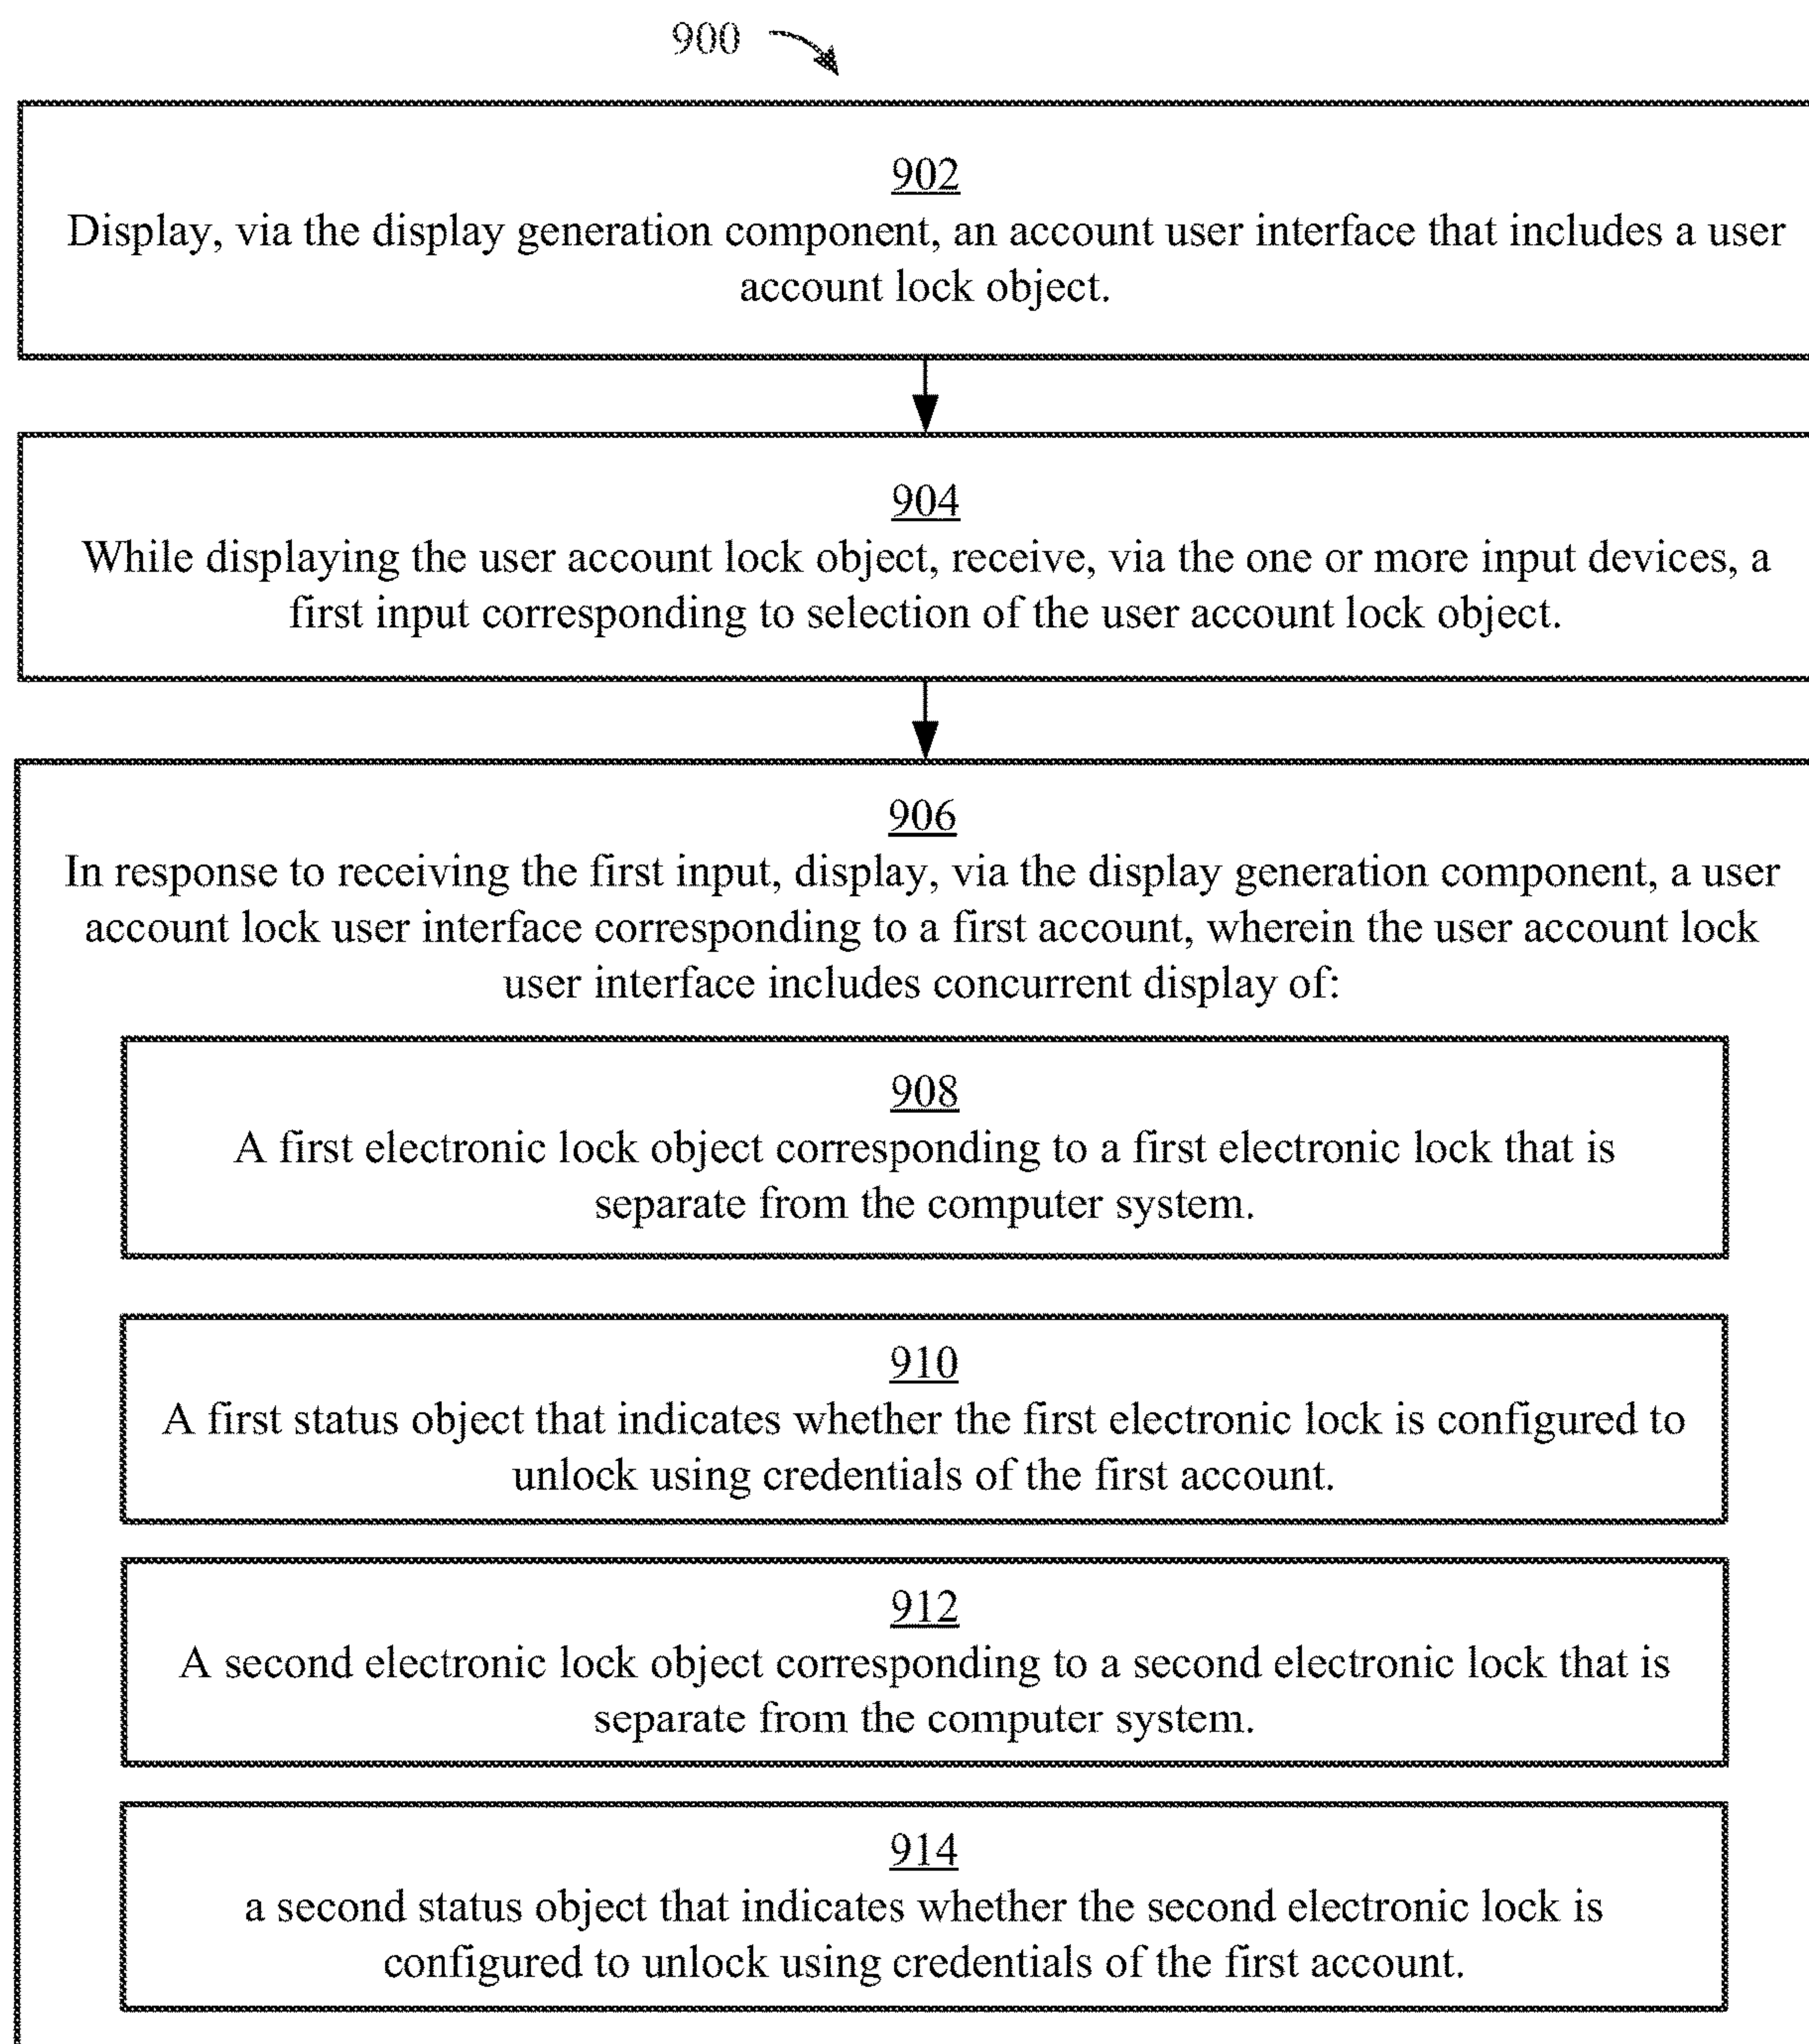 900
902
Display, via the display generation component, an account user interface that includes a user
account lock object.
904
While displaying the user account lock object, receive, via the one or more input devices, a
first input corresponding to selection of the user account lock object.
906
In response to receiving the first input, display, via the display generation component, a user
account lock user interface corresponding to a first account, wherein the user account lock
user interface includes concurrent display of:
908
A first electronic lock object corresponding to a first electronic lock that is
separate from the computer system.
910
A first status object that indicates whether the first electronic lock is configured to
unlock using credentials of the first account.
912
A second electronic lock object corresponding to a second electronic lock that is
separate from the computer system.
914
a second status object that indicates whether the second electronic lock is
configured to unlock using credentials of the first account.